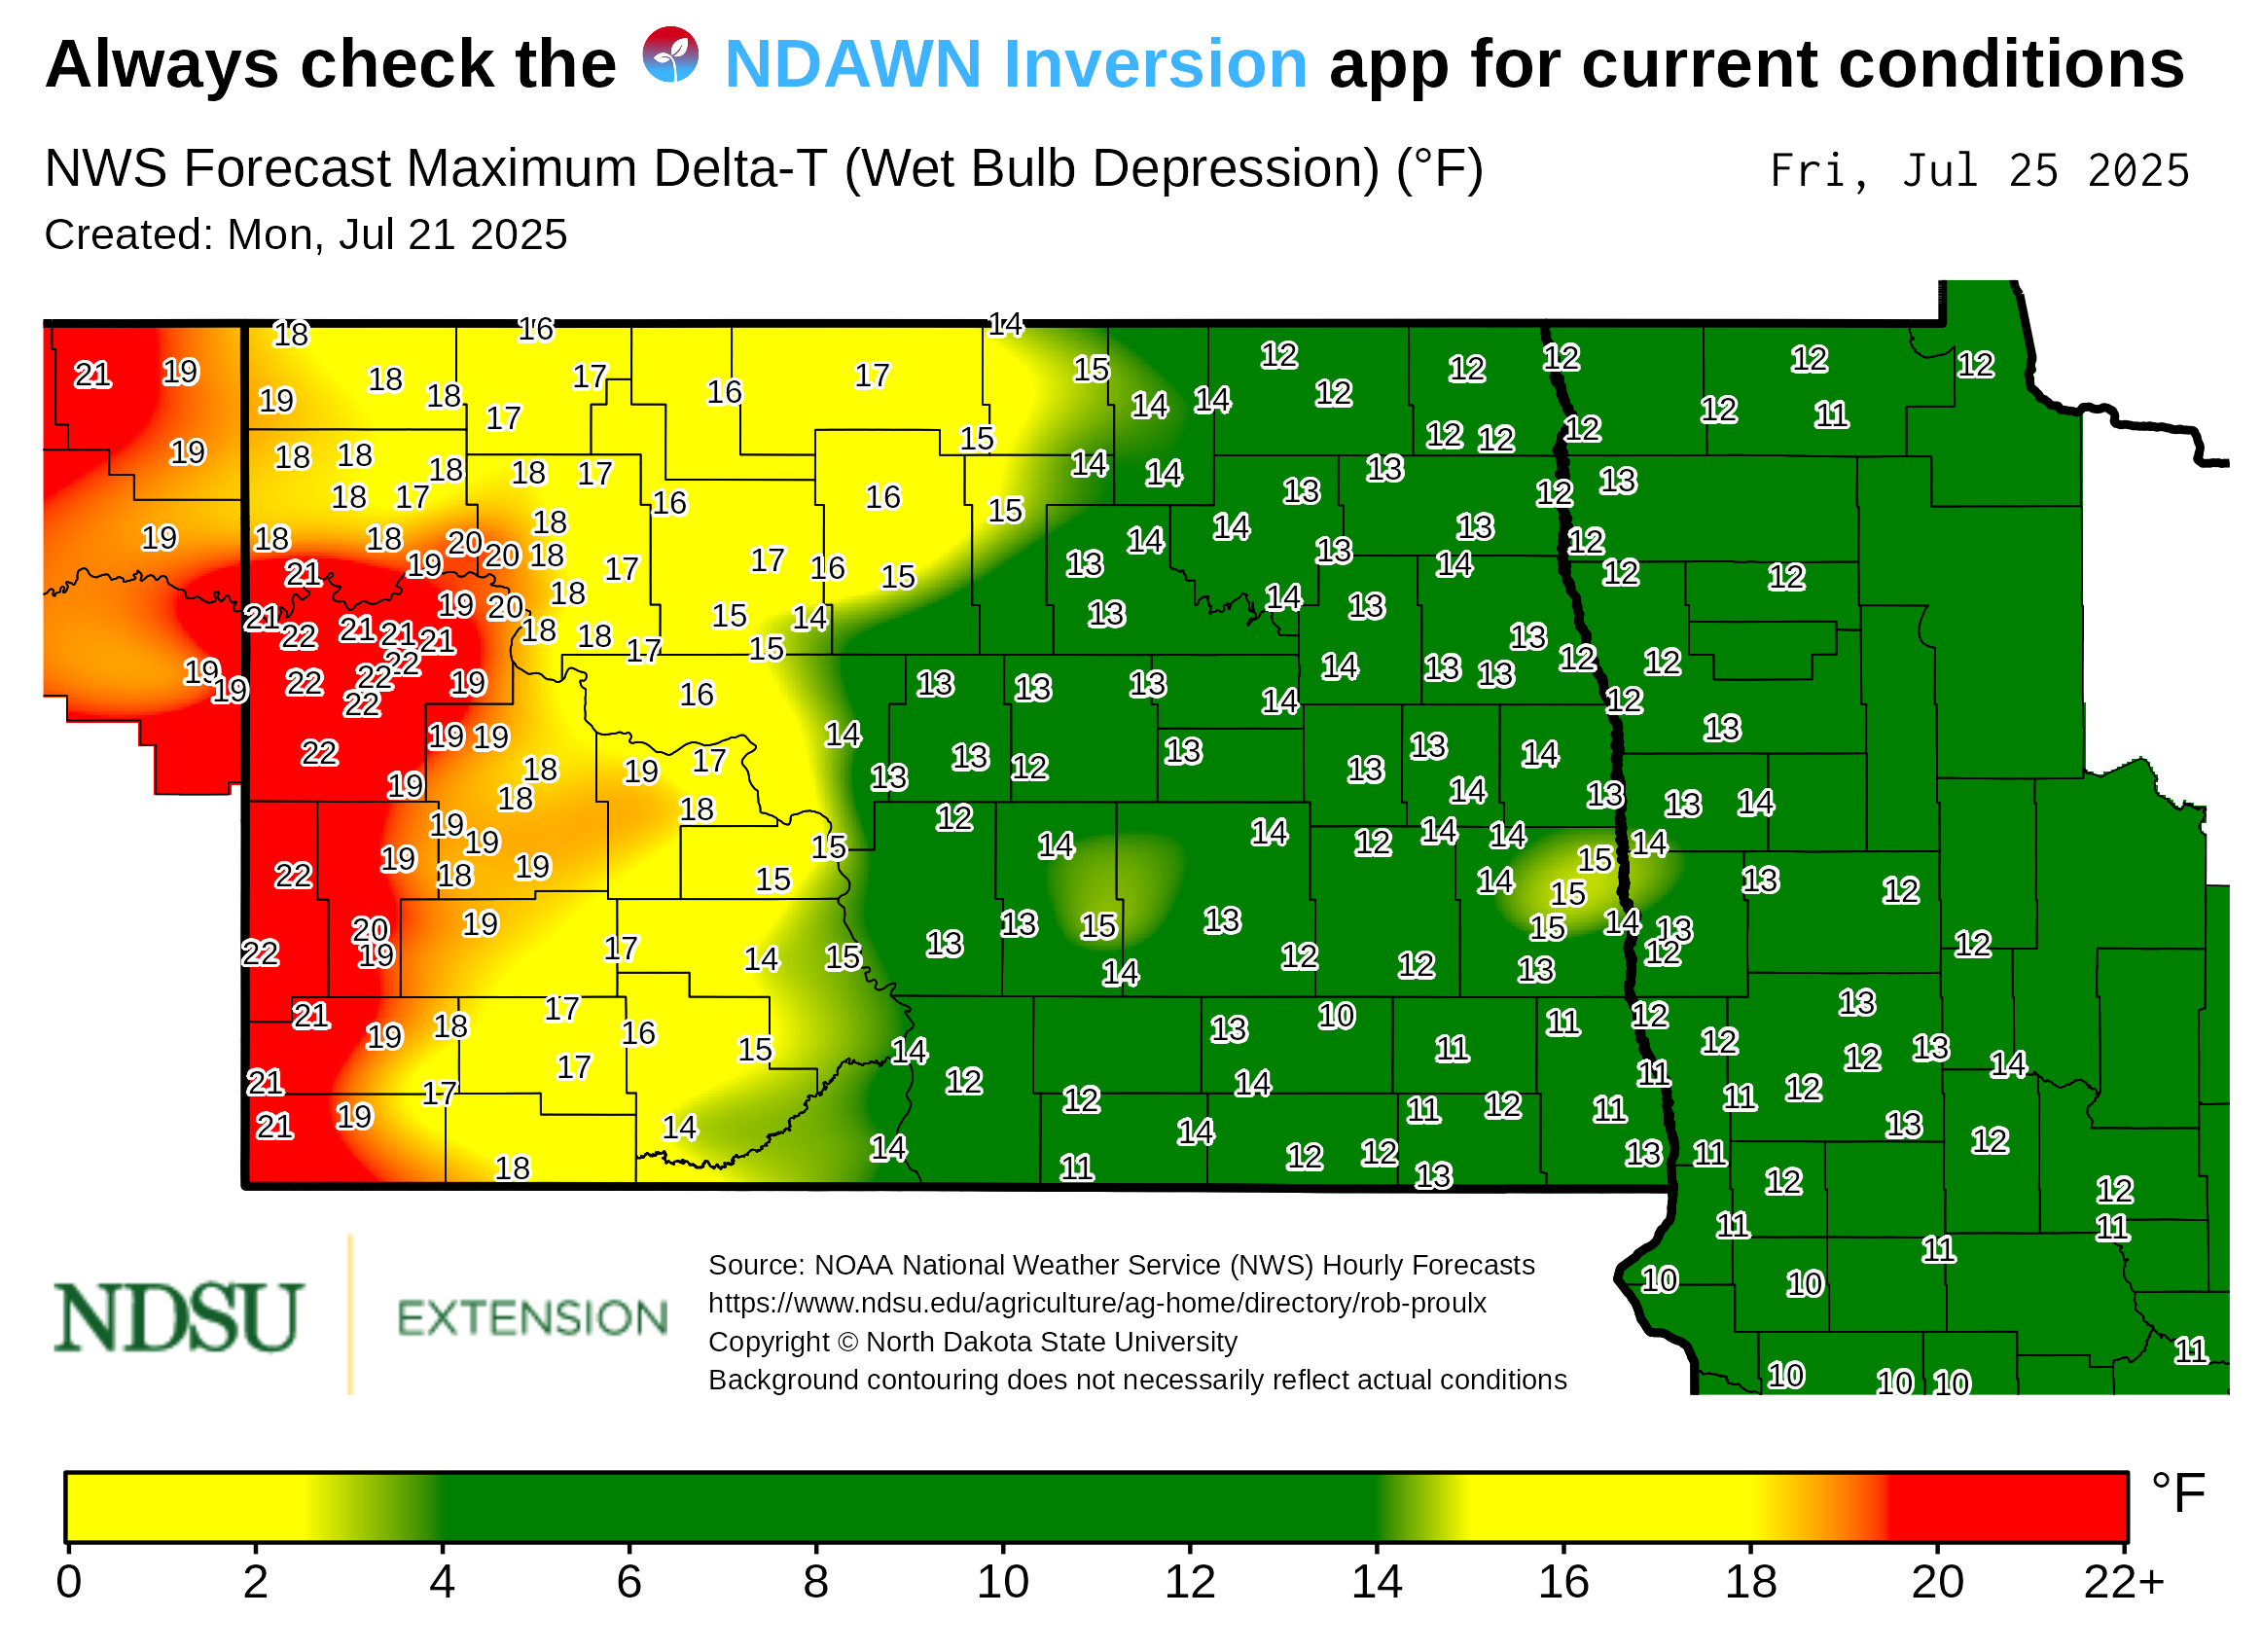 Always check the NDAWN Inversion app for current conditions
NWS Forecast Maximum Delta-T (Wet Bulb Depression) (°F) Fri, Jul 25 2025
Created: Mon, Jul 21 2025
18 16 14
21 19 18 18 17 16 17 15 12 12 12 12 12
19 17 14 14 12 12 11
19 18 18 18 18 17 15 14 14 13 12 12 12
18 17 16 16 15 13 12 13
19 18 18 20 20 18 18 14 14 13 13 12
21 19 18 17 17 16 15 13 14 12 12
21 22 21 21 21 19 20 18 18 17 15 14 15 13 14 13 13 12 12
19 19 22 22 22 22 19 16 13 13 13 14 14 13 13 12
22 19 19 18 19 17 14 13 13 12 13 13 13 14 13
19 18 18 12 14 13 13 14
22 19 19 19 18 19 15 15 14 14 12 14 14 15 14 13 12
20 19 19 17 14 15 13 13 15 13 14 15 15 14 13 12
22 14 12 12 13 12
21 19 18 17 16 15 14 13 10 11 11 12 12 13
21 17 17 12 14 11 12 13 14
21 19 14 12 14 11 12 11 11 12 13
18 14 11 12 12 13 13 11 12 12
11 11 12 11
10 10 11
10 10 10
NDSU EXTENSION
Source: NOAA National Weather Service (NWS) Hourly Forecasts
https://www.ndsu.edu/agriculture/ag-home/directory/rob-proulx
Copyright © North Dakota State University
Background contouring does not necessarily reflect actual conditions
°F
0 2 4 6 8 10 12 14 16 18 20 22+